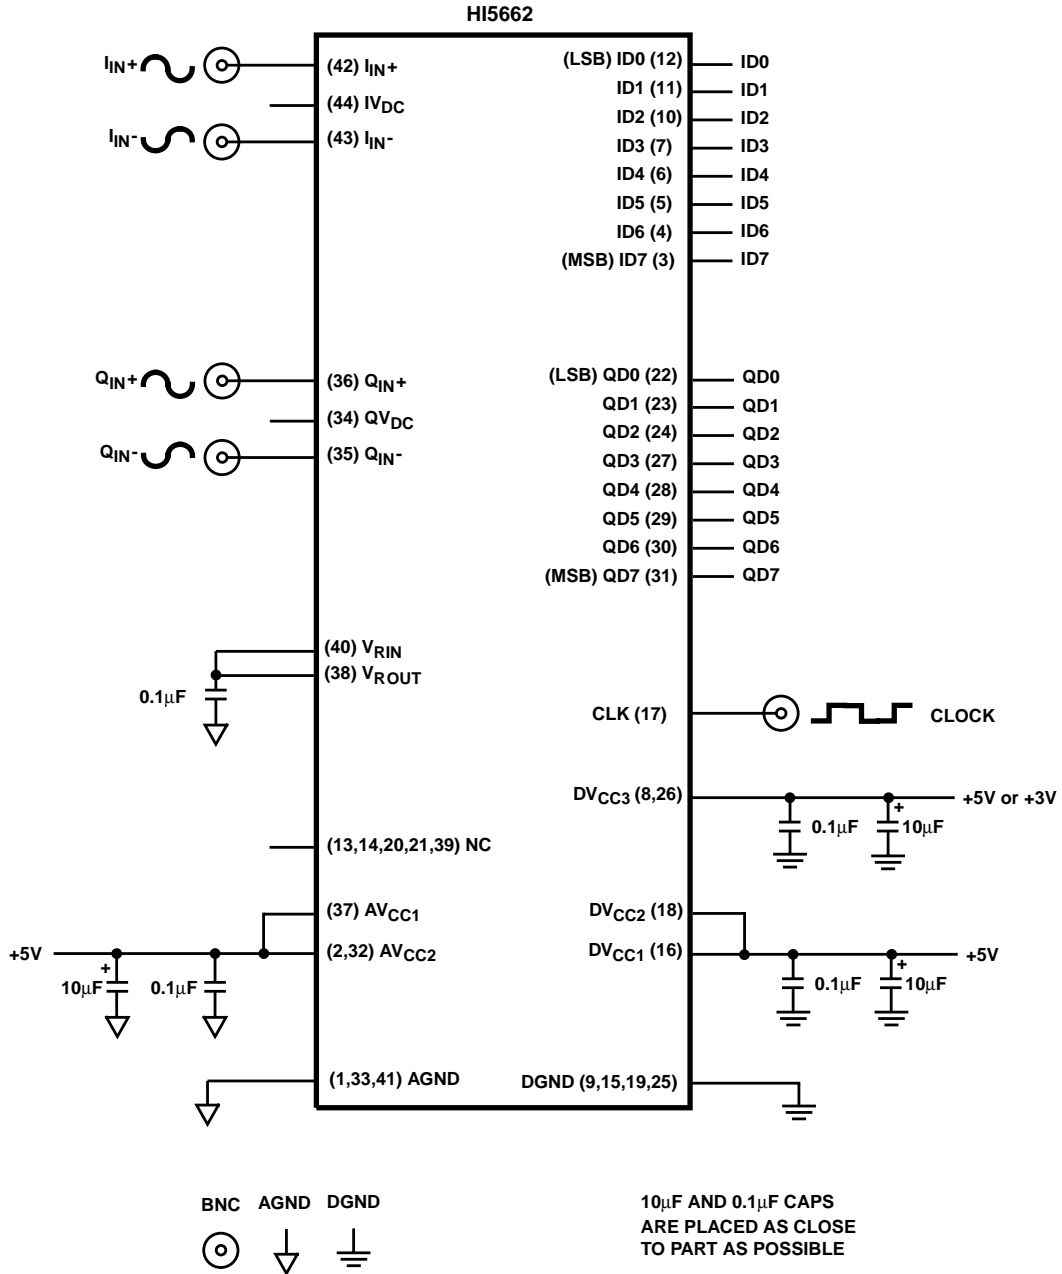 HI5662
IIN+
(42) IIN+
(44) IVDC
IIN-
(43) IIN-
(LSB) ID0 (12)
ID0
ID1 (11)
ID1
ID2 (10)
ID2
ID3 (7)
ID3
ID4 (6)
ID4
ID5 (5)
ID5
ID6 (4)
ID6
(MSB) ID7 (3)
ID7
QIN+
(36) QIN+
(34) QVDC
QIN-
(35) QIN-
(LSB) QD0 (22)
QD0
QD1 (23)
QD1
QD2 (24)
QD2
QD3 (27)
QD3
QD4 (28)
QD4
QD5 (29)
QD5
QD6 (30)
QD6
(MSB) QD7 (31)
QD7
(40) VRIN
(38) VROUT
0.1µF
CLK (17)
CLOCK
DVCC3 (8,26)
+5V or +3V
+
0.1µF
10µF
(13,14,20,21,39) NC
(37) AVCC1
+5V
(2,32) AVCC2
+
10µF
0.1µF
DVCC2 (18)
DVCC1 (16)
+5V
+
0.1µF
10µF
(1,33,41) AGND
DGND (9,15,19,25)
BNC
AGND
DGND
10µF AND 0.1µF CAPS
ARE PLACED AS CLOSE
TO PART AS POSSIBLE